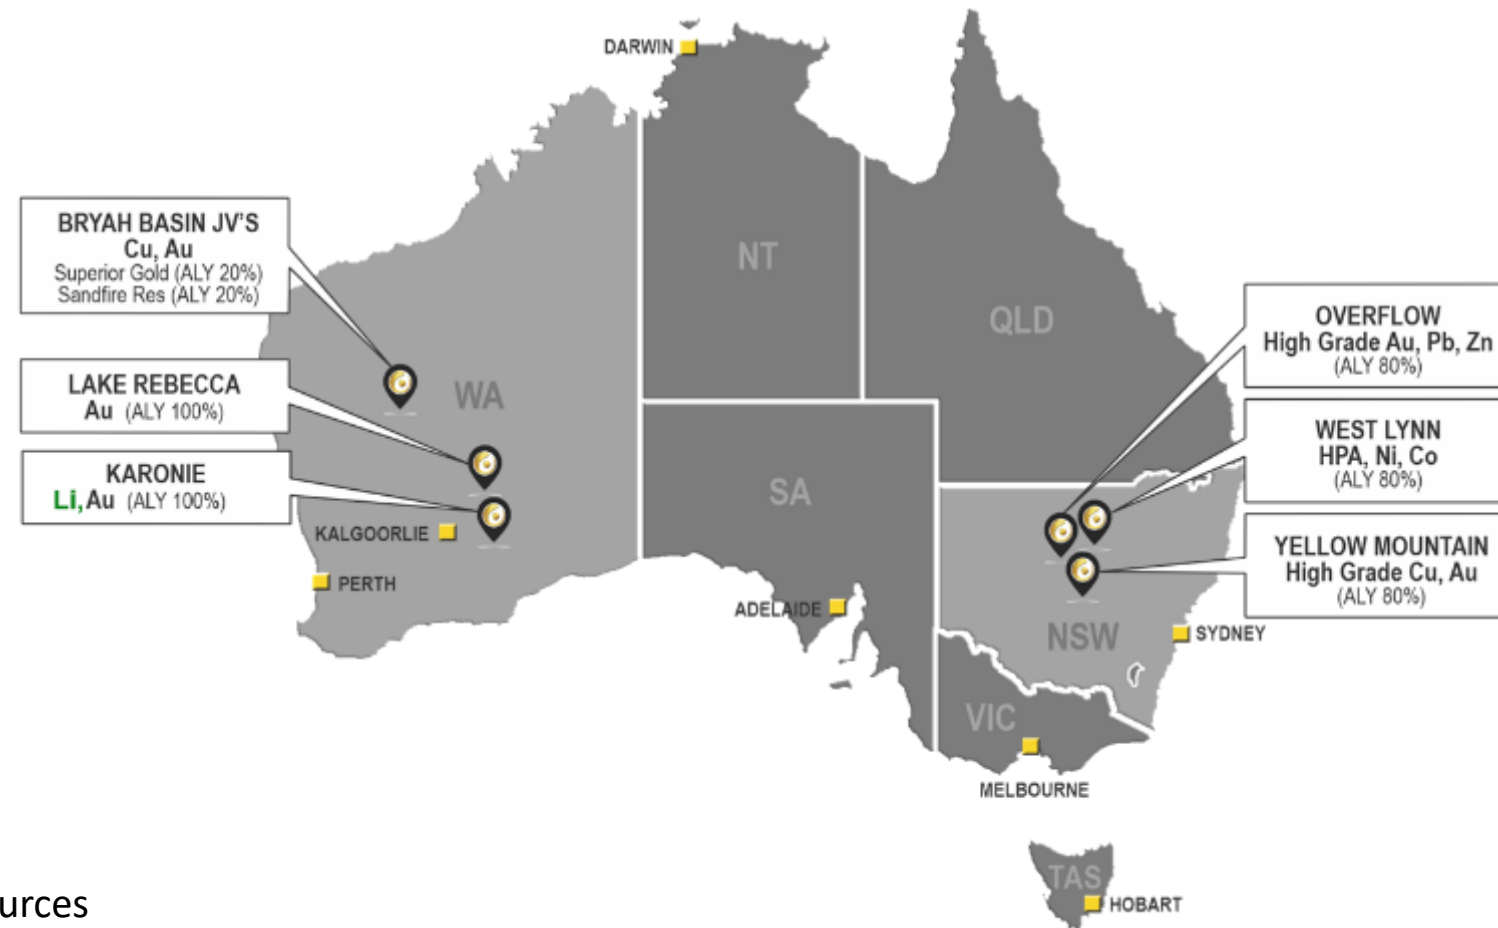 DARWIN
BRYAH BASIN JV'S
Cu, Au
Superior Gold (ALY 20%)
Sandfire Res (ALY 20%)
LAKE REBECCA
Au (ALY 100%)
KARONIE
Li, Au (ALY 100%)
WA
NT
QLD
SA
KALGOORLIE
PERTH
ADELAIDE
OVERFLOW
High Grade Au, Pb, Zn
(ALY 80%)
WEST LYNN
HPA, Ni, Co
(ALY 80%)
YELLOW MOUNTAIN
High Grade Cu, Au
(ALY 80%)
NSW
SYDNEY
VIC
MELBOURNE
TAS
HOBART
urces